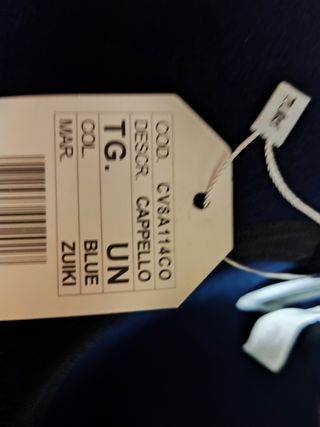 COD. CV8A114CO
DESCR. CAPPELLO
TG. UN
COL. BLUE
MAR. ZUIKI